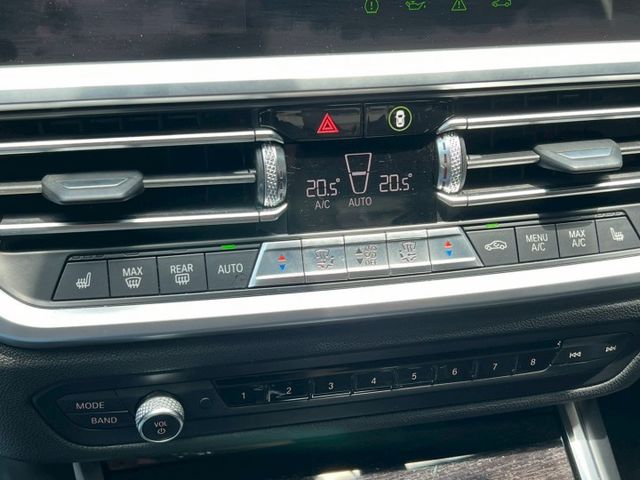 20.5° 20.5°
A/C AUTO
MAX REAR AUTO OFF MENU A/C MAX A/C
MODE
BAND
VOL
1 2 3 4 5 6 7 8